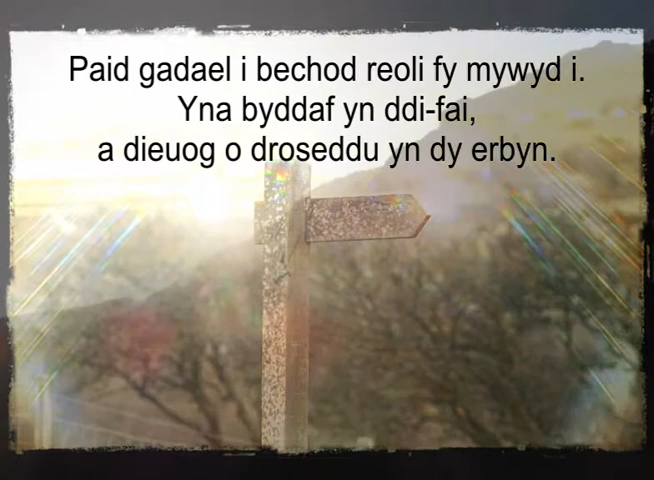 Paid gadael i bechod reoli fy mywyd i.
Yna byddaf yn ddi-fai,
a dieuog o droseddu yn dy erbyn.